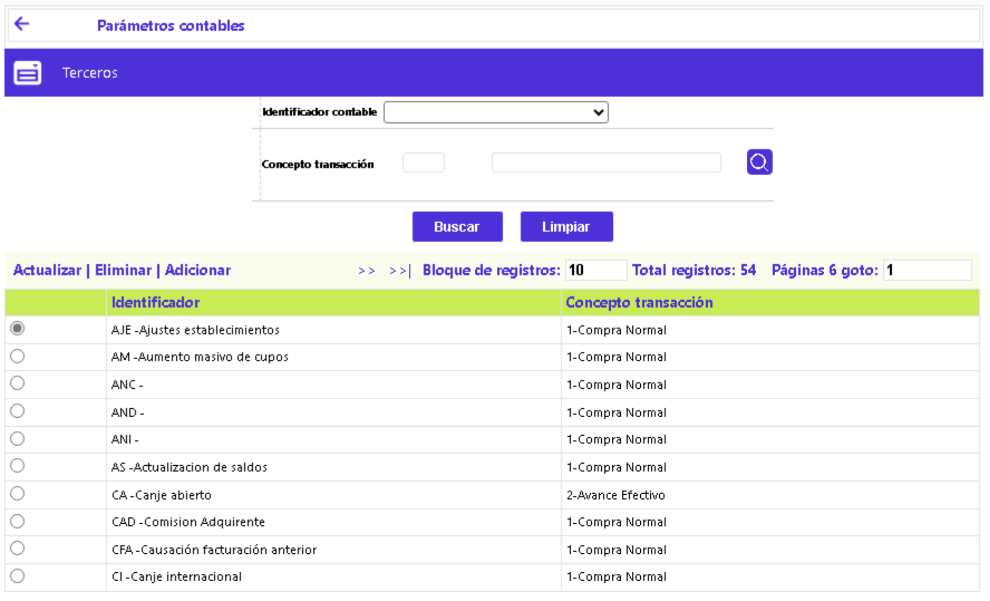 Parámetros contables
Terceros
Identificador contable
Concepto transacción
Buscar Limpiar
Actualizar | Eliminar | Adicionar >> >>| Bloque de registros: 10 Total registros: 54 Páginas 6 goto: 1
Identificador Concepto transacción
AJE -Ajustes establecimientos 1-Compra Normal
AM -Aumento masivo de cupos 1-Compra Normal
ANC - 1-Compra Normal
AND - 1-Compra Normal
ANI - 1-Compra Normal
AS -Actualizacion de saldos 1-Compra Normal
CA -Canje abierto 2-Avance Efectivo
CAD -Comision Adquirente 1-Compra Normal
CFA -Causación facturación anterior 1-Compra Normal
CI -Canje internacional 1-Compra Normal